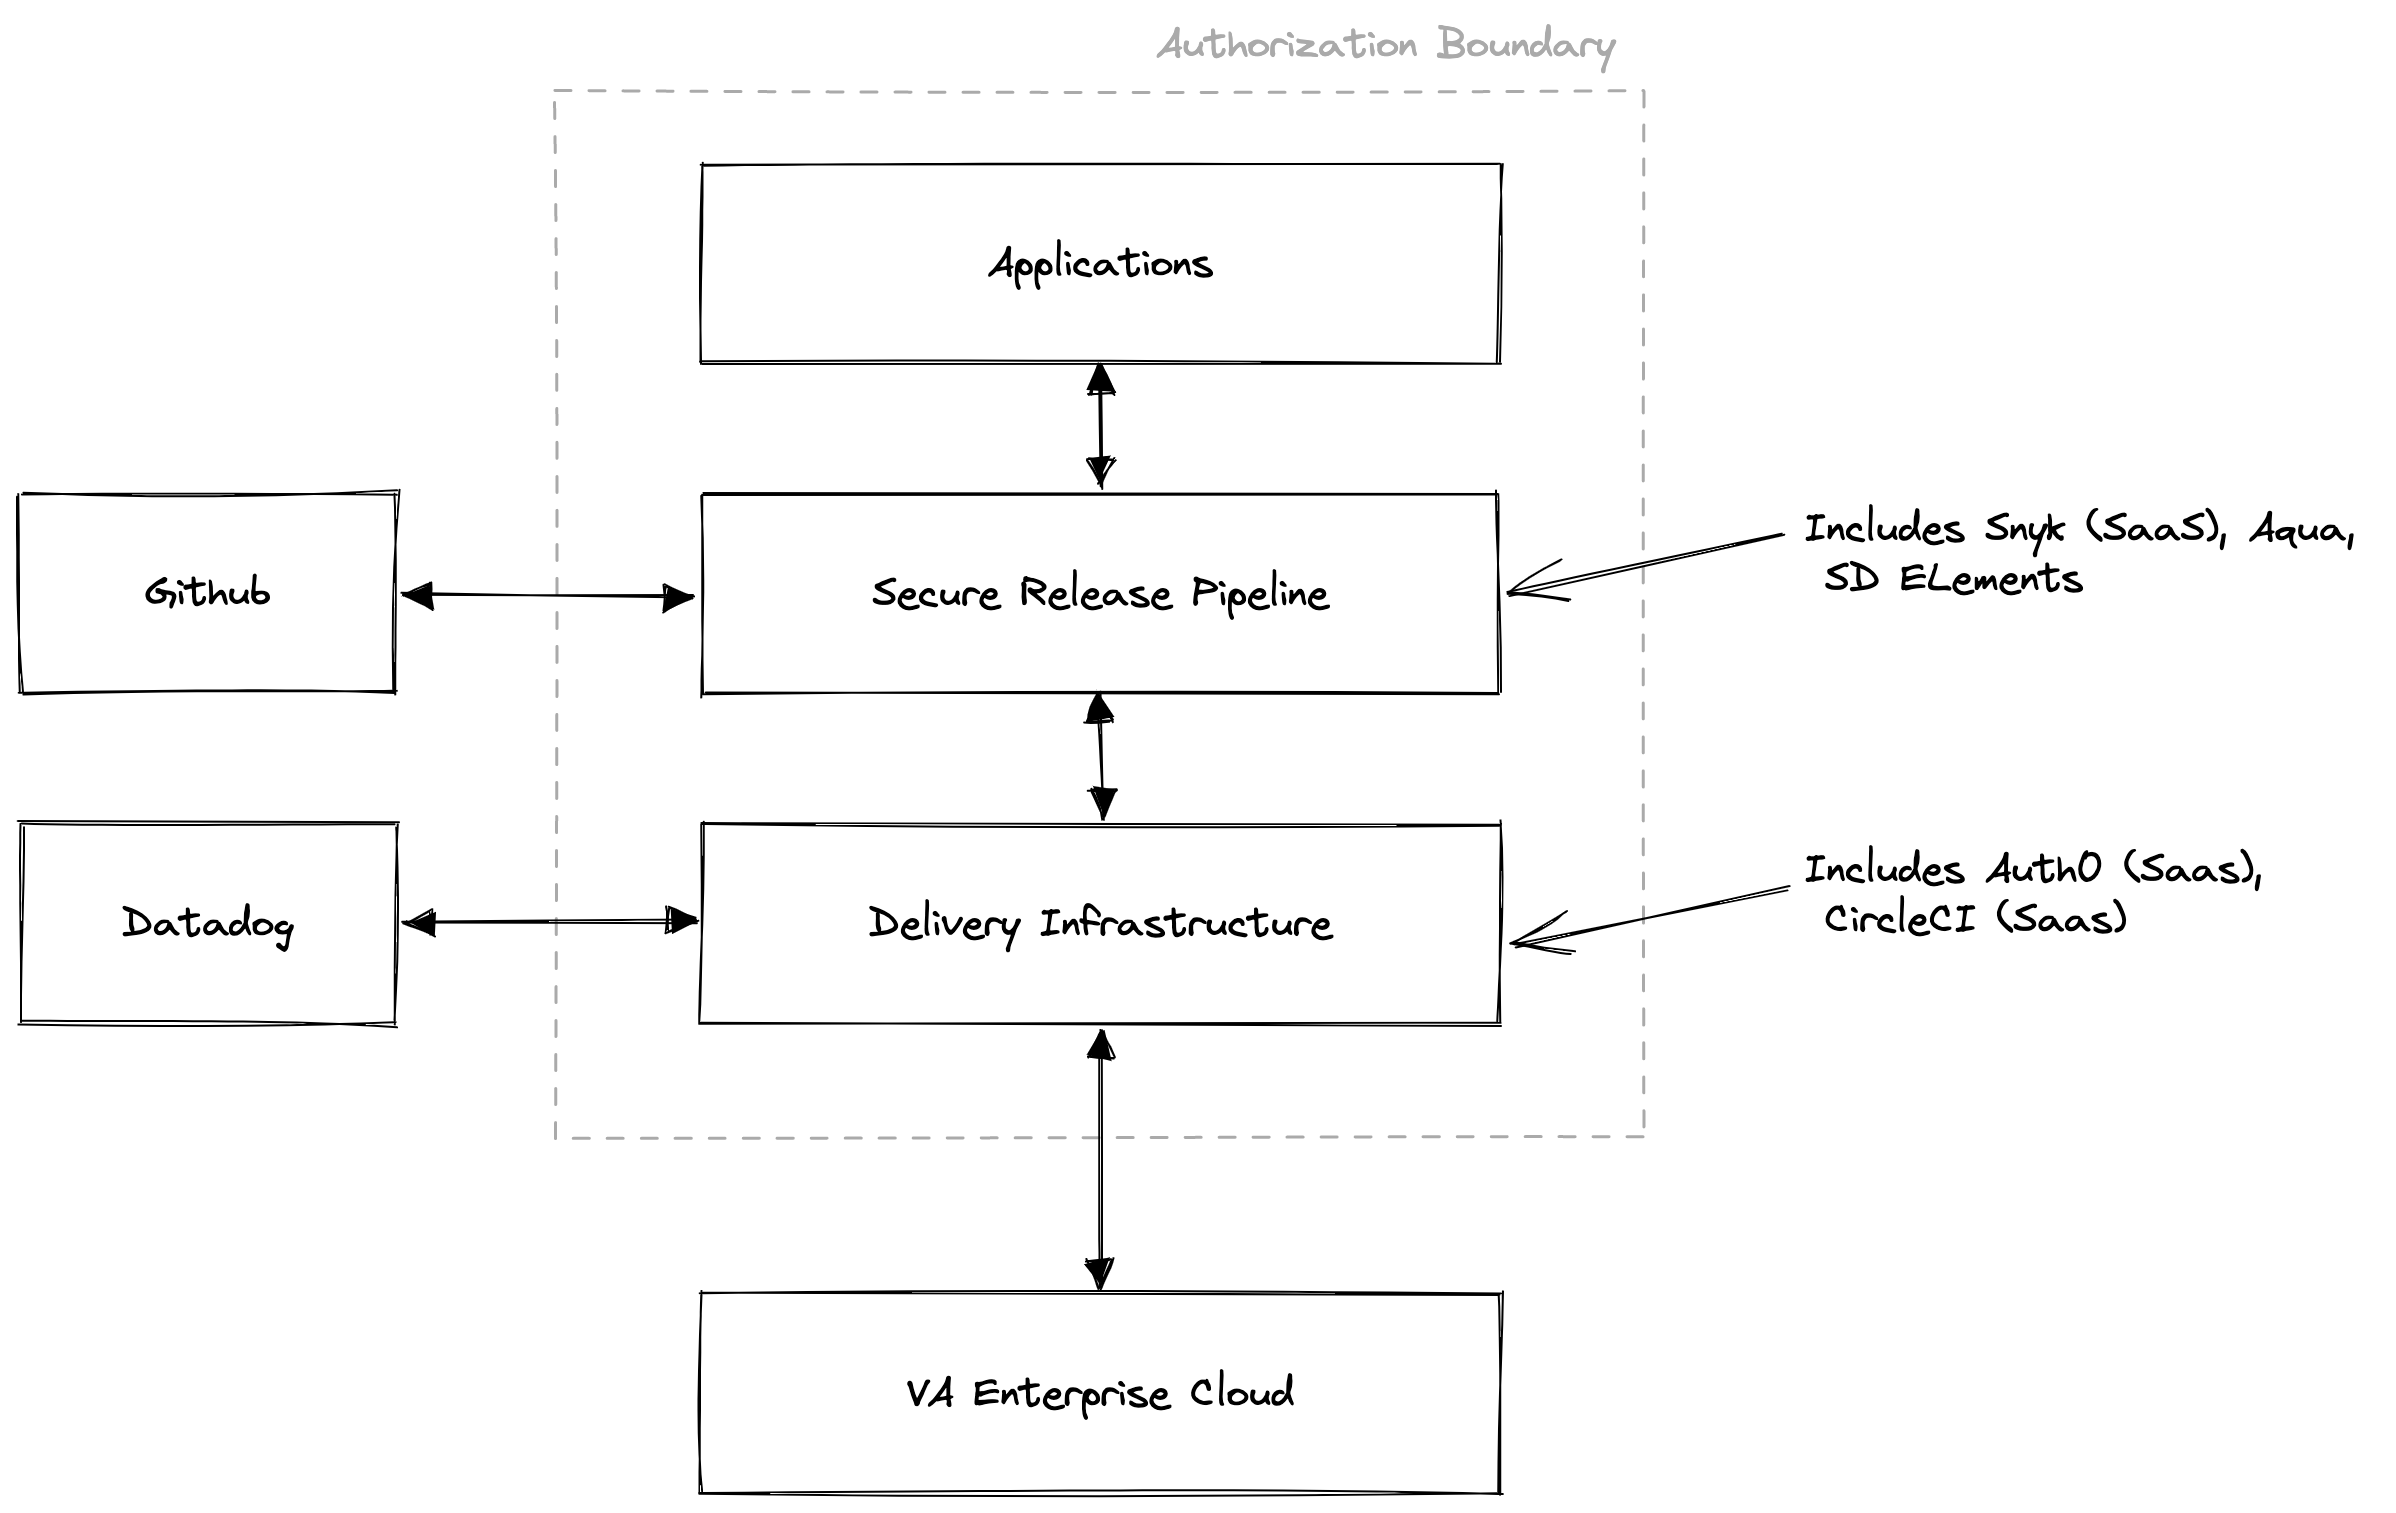 Authorization Boundary
Applications
Github
Secure Release Pipeline
Includes Snyk (SaaS), Aqua,
SD ELements
Datadog
Delivery Infrastructure
Includes Auth0 (Saas),
CircleCI (Saas)
VA Enterprise Cloud